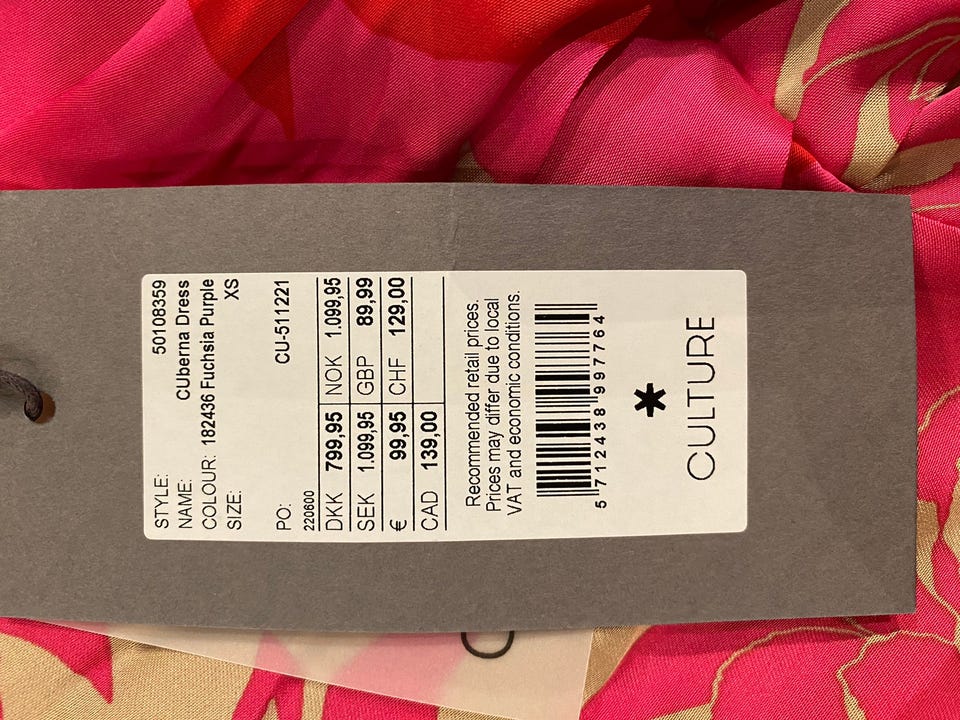 STYLE: 50108359
NAME: CUberna Dress
COLOUR: 182436 Fuchsia Purple
SIZE: XS
PO: CU-511221
220600
DKK 799,95 NOK 1.099,95
SEK 1.099,95 GBP 89,99
€ 99,95 CHF 129,00
CAD 139,00
Recommended retail prices.
Prices may differ due to local
VAT and economic conditions.
5 712438 997764
CULTURE